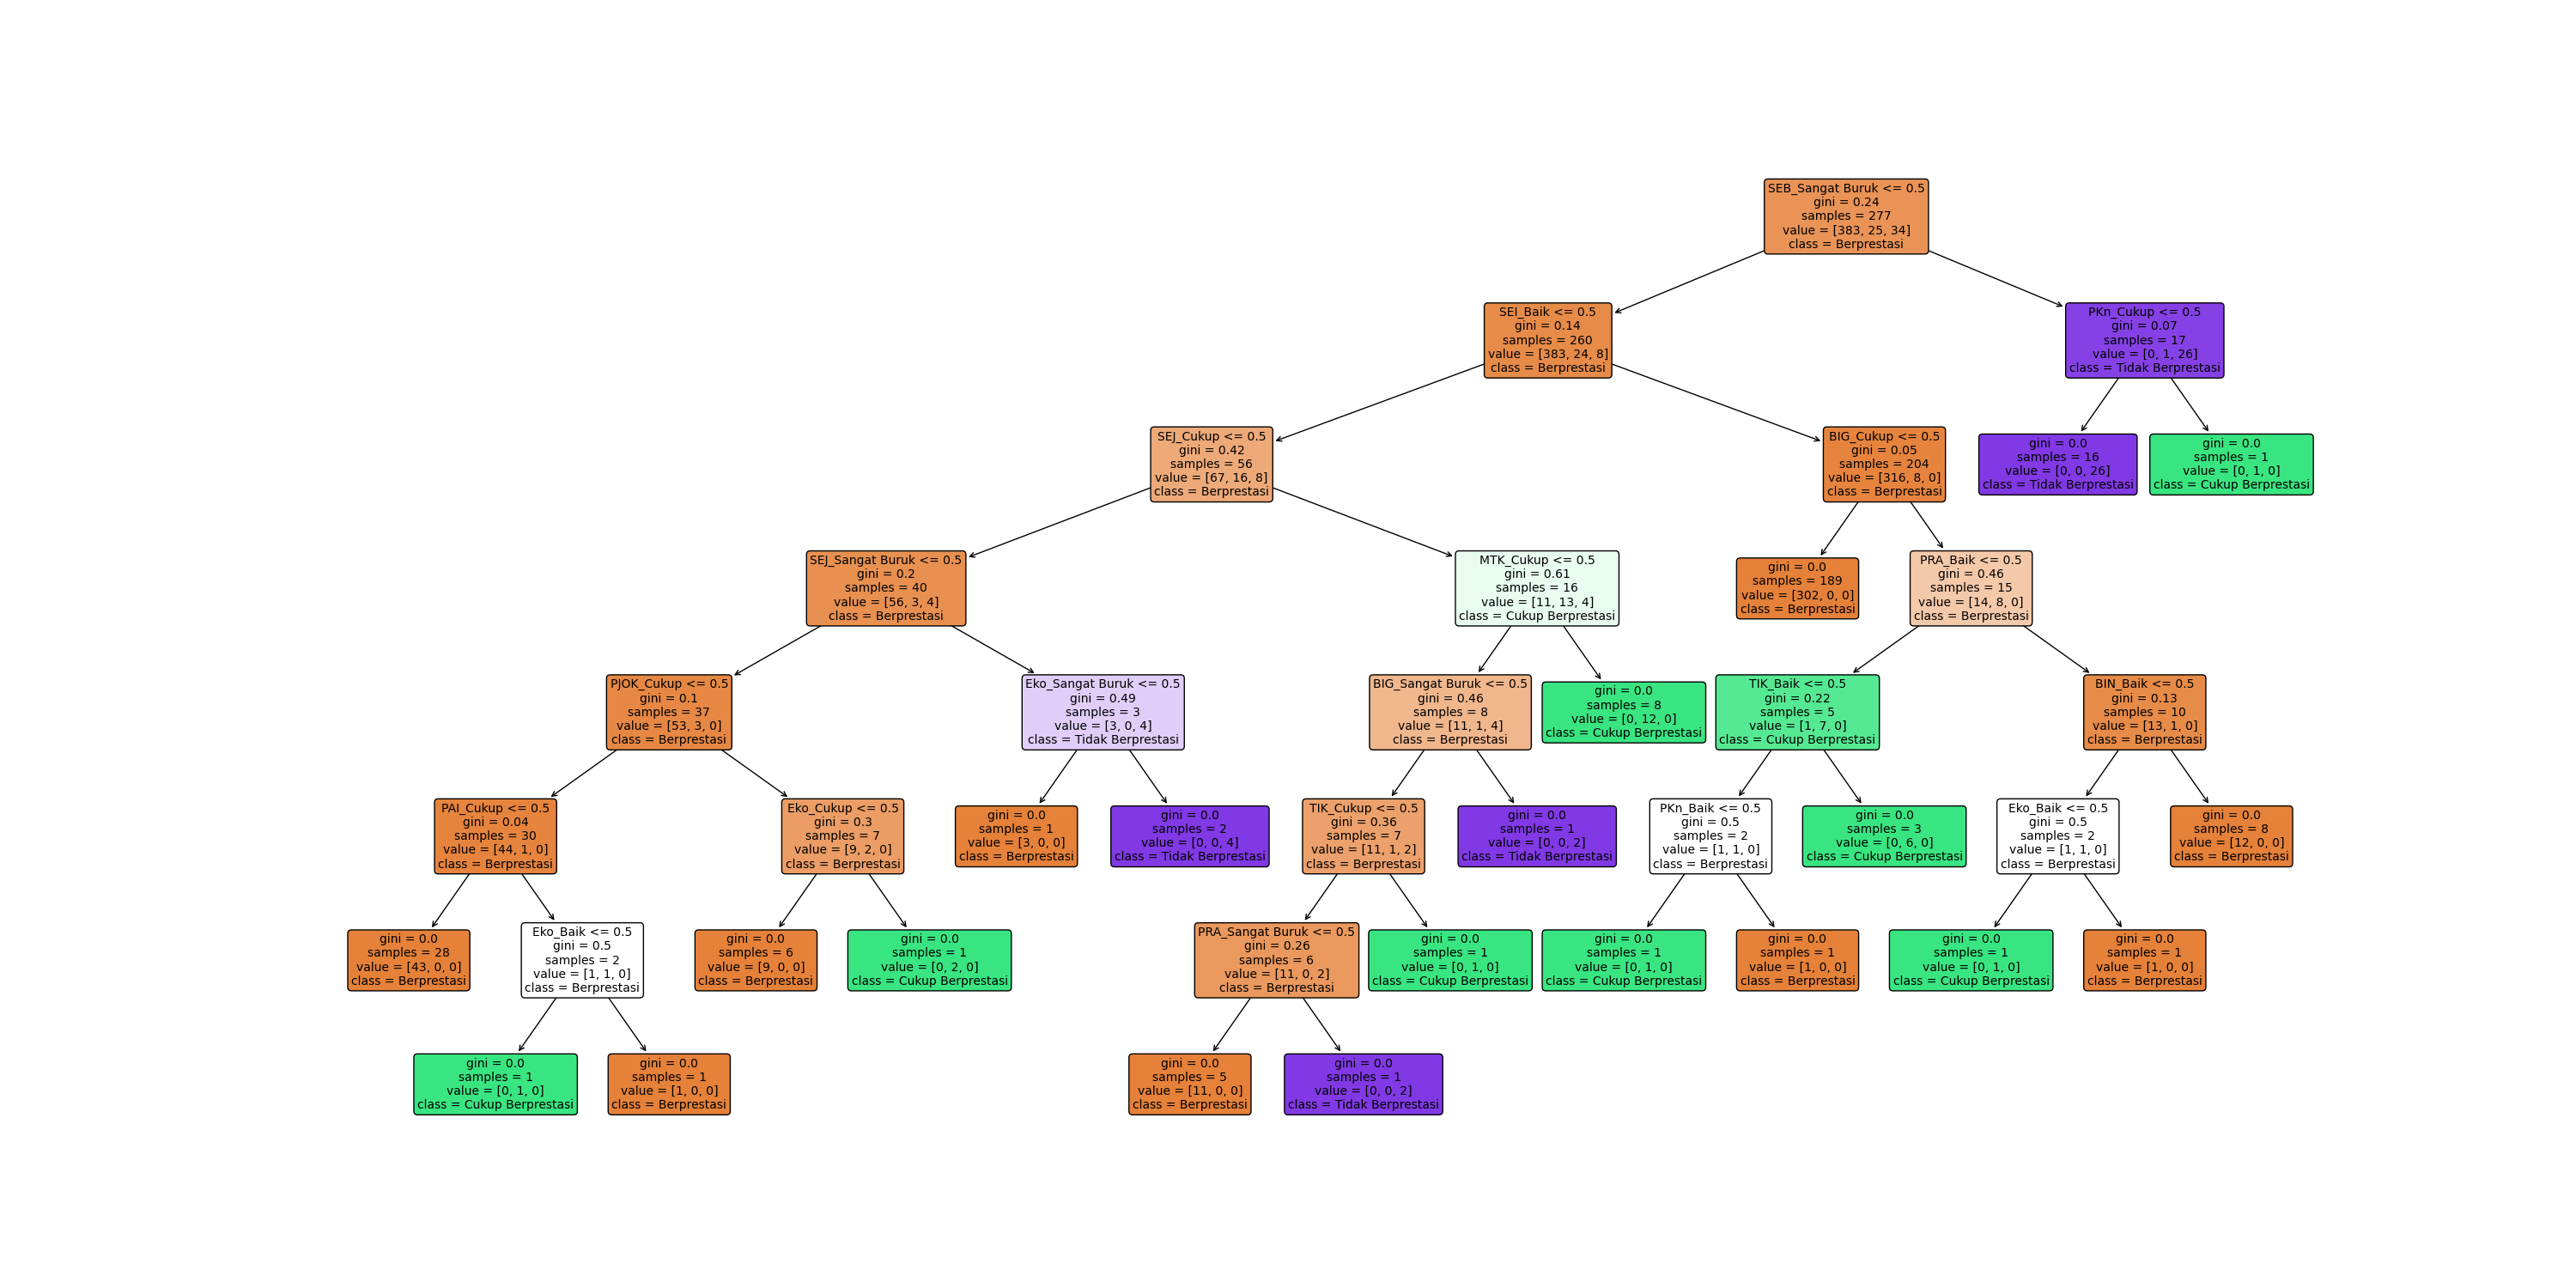 SEB_Sangat Buruk <= 0.5
gini = 0.24
samples = 277
value = [383, 25, 34]
class = Berprestasi
SEI_Baik <= 0.5
gini = 0.14
samples = 260
value = [383, 24, 8]
class = Berprestasi
PKn_Cukup <= 0.5
gini = 0.07
samples = 17
value = [0, 1, 26]
class = Tidak Berprestasi
SEJ_Cukup <= 0.5
gini = 0.42
samples = 56
value = [67, 16, 8]
class = Berprestasi
BIG_Cukup <= 0.5
gini = 0.05
samples = 204
value = [316, 8, 0]
class = Berprestasi
gini = 0.0
samples = 16
value = [0, 0, 26]
class = Tidak Berprestasi
gini = 0.0
samples = 1
value = [0, 1, 0]
class = Cukup Berprestasi
SEJ_Sangat Buruk <= 0.5
gini = 0.2
samples = 40
value = [56, 3, 4]
class = Berprestasi
MTK_Cukup <= 0.5
gini = 0.61
samples = 16
value = [11, 13, 4]
class = Cukup Berprestasi
gini = 0.0
samples = 189
value = [302, 0, 0]
class = Berprestasi
PRA_Baik <= 0.5
gini = 0.46
samples = 15
value = [14, 8, 0]
class = Berprestasi
PJOK_Cukup <= 0.5
gini = 0.1
samples = 37
value = [53, 3, 0]
class = Berprestasi
Eko_Sangat Buruk <= 0.5
gini = 0.49
samples = 3
value = [3, 0, 4]
class = Tidak Berprestasi
BIG_Sangat Buruk <= 0.5
gini = 0.46
samples = 8
value = [11, 1, 4]
class = Berprestasi
gini = 0.0
samples = 8
value = [0, 12, 0]
class = Cukup Berprestasi
TIK_Baik <= 0.5
gini = 0.22
samples = 5
value = [1, 7, 0]
class = Cukup Berprestasi
BIN_Baik <= 0.5
gini = 0.13
samples = 10
value = [13, 1, 0]
class = Berprestasi
PAI_Cukup <= 0.5
gini = 0.04
samples = 30
value = [44, 1, 0]
class = Berprestasi
Eko_Cukup <= 0.5
gini = 0.3
samples = 7
value = [9, 2, 0]
class = Berprestasi
gini = 0.0
samples = 1
value = [3, 0, 0]
class = Berprestasi
gini = 0.0
samples = 2
value = [0, 0, 4]
class = Tidak Berprestasi
TIK_Cukup <= 0.5
gini = 0.36
samples = 7
value = [11, 1, 2]
class = Berprestasi
gini = 0.0
samples = 1
value = [0, 0, 2]
class = Tidak Berprestasi
PKn_Baik <= 0.5
gini = 0.5
samples = 2
value = [1, 1, 0]
class = Berprestasi
gini = 0.0
samples = 3
value = [0, 6, 0]
class = Cukup Berprestasi
Eko_Baik <= 0.5
gini = 0.5
samples = 2
value = [1, 1, 0]
class = Berprestasi
gini = 0.0
samples = 8
value = [12, 0, 0]
class = Berprestasi
gini = 0.0
samples = 28
value = [43, 0, 0]
class = Berprestasi
Eko_Baik <= 0.5
gini = 0.5
samples = 2
value = [1, 1, 0]
class = Berprestasi
gini = 0.0
samples = 6
value = [9, 0, 0]
class = Berprestasi
gini = 0.0
samples = 1
value = [0, 2, 0]
class = Cukup Berprestasi
PRA_Sangat Buruk <= 0.5
gini = 0.26
samples = 6
value = [11, 0, 2]
class = Berprestasi
gini = 0.0
samples = 1
value = [0, 1, 0]
class = Cukup Berprestasi
gini = 0.0
samples = 1
value = [0, 1, 0]
class = Cukup Berprestasi
gini = 0.0
samples = 1
value = [1, 0, 0]
class = Berprestasi
gini = 0.0
samples = 1
value = [0, 1, 0]
class = Cukup Berprestasi
gini = 0.0
samples = 1
value = [1, 0, 0]
class = Berprestasi
gini = 0.0
samples = 1
value = [0, 1, 0]
class = Cukup Berprestasi
gini = 0.0
samples = 1
value = [1, 0, 0]
class = Berprestasi
gini = 0.0
samples = 5
value = [11, 0, 0]
class = Berprestasi
gini = 0.0
samples = 1
value = [0, 0, 2]
class = Tidak Berprestasi